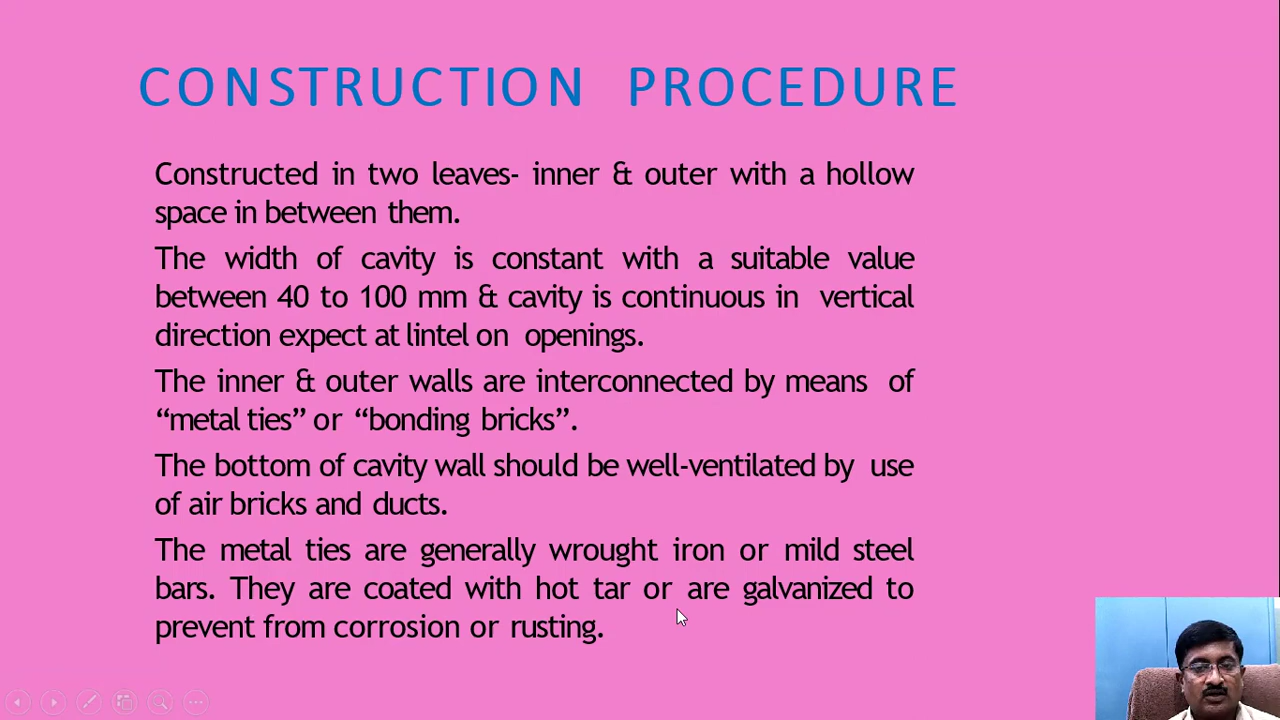 CONSTRUCTION PROCEDURE
Constructed in two leaves- inner & outer with a hollow
space in between them.
The width of cavity is constant with a suitable value
between 40 to 100 mm & cavity is continuous in vertical
direction expect at lintel on openings.
The inner & outer walls are interconnected by means of
“metal ties” or “bonding bricks”.
The bottom of cavity wall should be well-ventilated by use
of air bricks and ducts.
The metal ties are generally wrought iron or mild steel
bars. They are coated with hot tar or are galvanized to
prevent from corrosion or rusting.